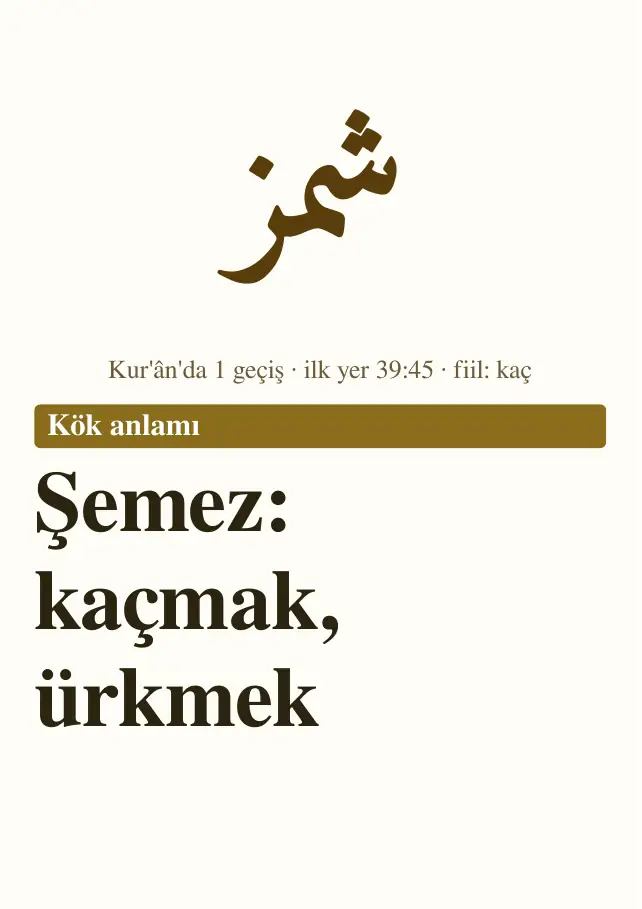 شمز
Kur'ân'da 1 geçiş · ilk yer 39:45 · fiil: kaç
Kök anlamı
Şemez:
kaçmak,
ürkmek